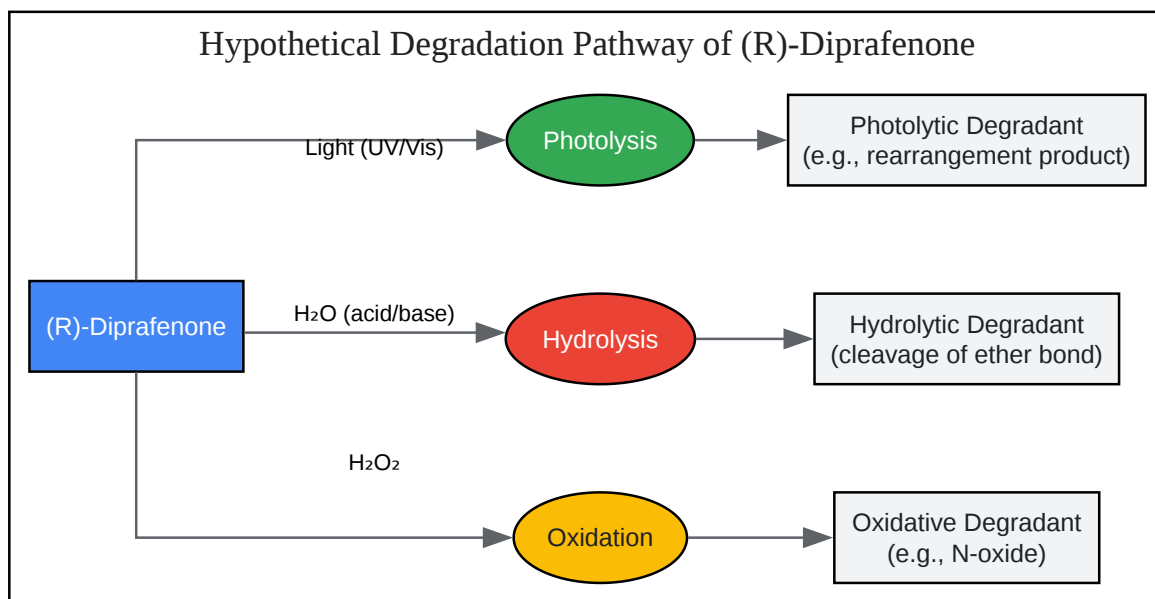 Hypothetical Degradation Pathway of (R)-Diprafenone
Light (UV/Vis)
Photolysis
Photolytic Degradant
(e.g., rearrangement product)
(R)-Diprafenone
H₂O (acid/base)
Hydrolysis
Hydrolytic Degradant
(cleavage of ether bond)
H₂O₂
Oxidation
Oxidative Degradant
(e.g., N-oxide)